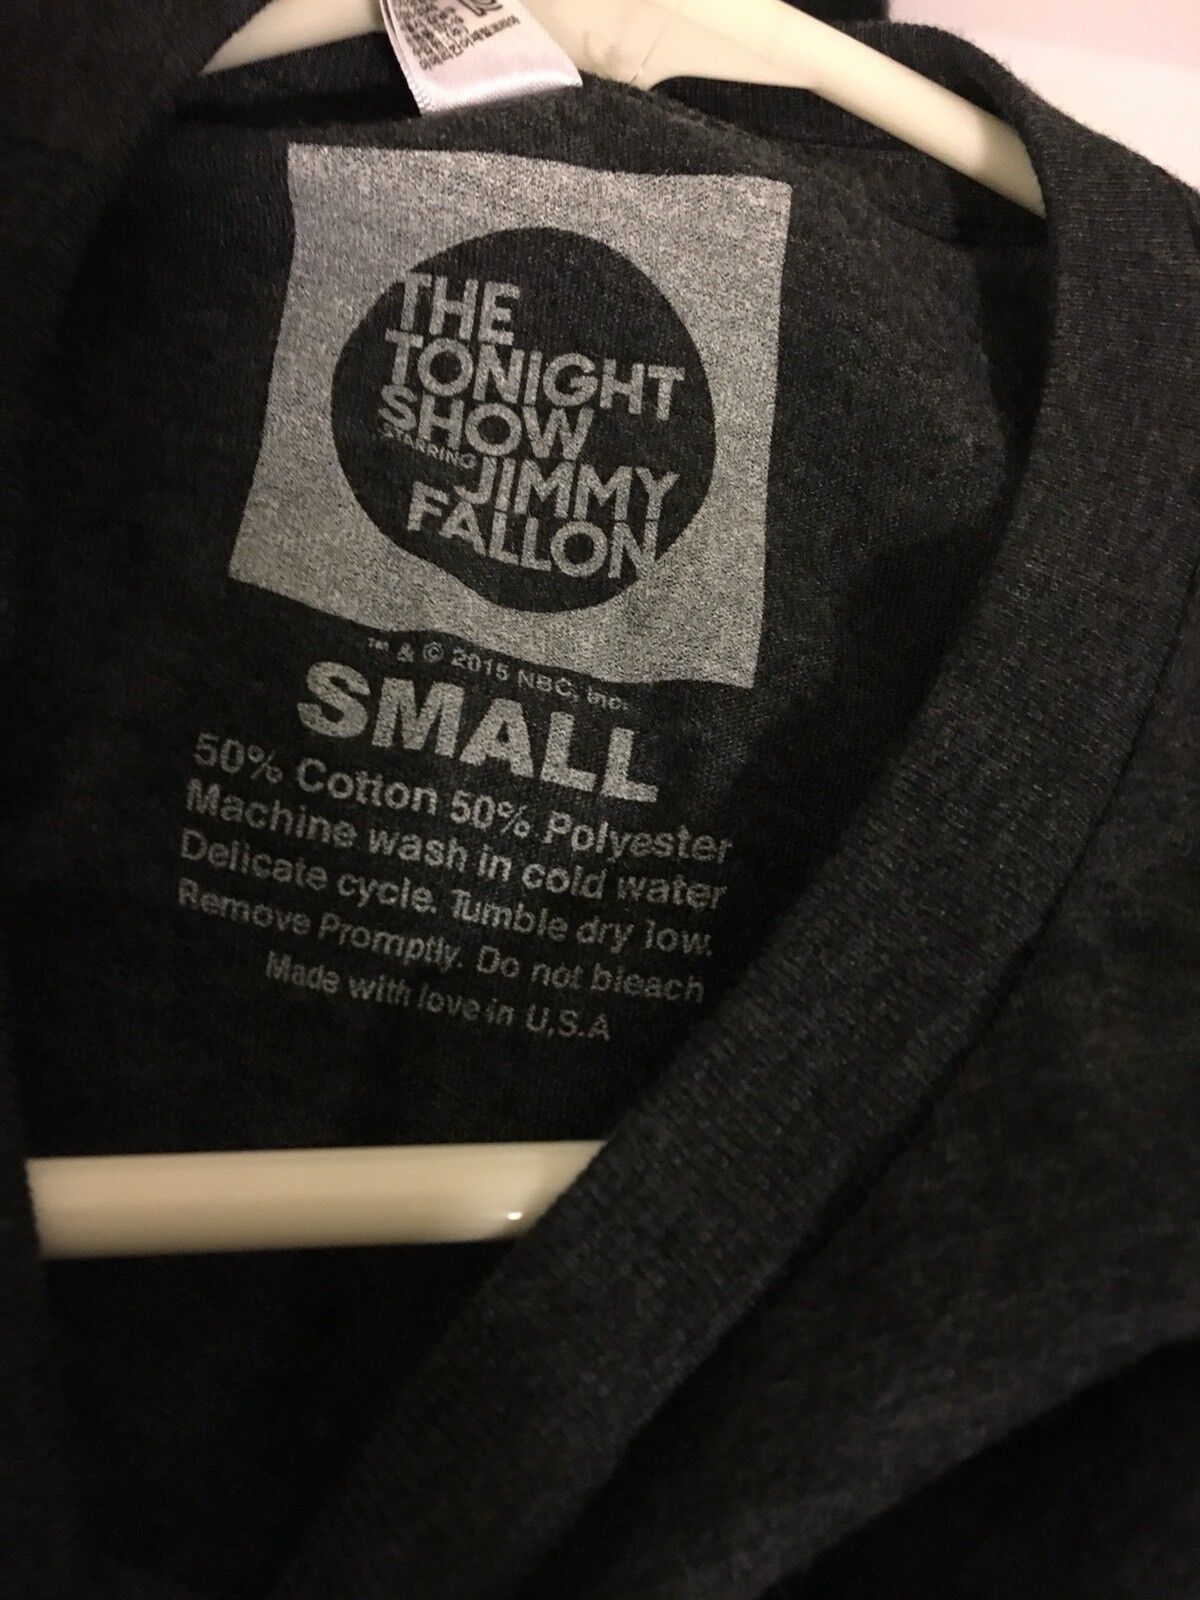 THE
TONIGHT
SHOW
STARRING
JIMMY
FALLON
™ & © 2015 NBC, Inc.
SMALL
50% Cotton 50% Polyester
Machine wash in cold water
Delicate cycle. Tumble dry low.
Remove Promptly. Do not bleach
Made with love in U.S.A